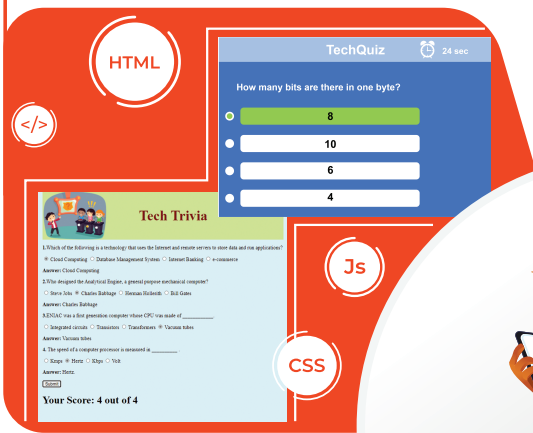 HTML
</>
TechQuiz
24 sec
How many bits are there in one byte?
8
10
6
4
Tech Trivia
1.Which of the following is a technology that uses the Internet and remote servers to store data and run applications?
Cloud Computing Database Management System Internet Banking e-commerce
Answer: Cloud Computing
2.Who designed the Analytical Engine, a general purpose mechanical computer?
Steve Jobs Charles Babbage Herman Hollerith Bill Gates
Answer: Charles Babbage
3.ENIAC was a first generation computer whose CPU was made of ____________.
Integrated circuits Transistors Transformers Vacuum tubes
Answer: Vacuum tubes
4. The speed of a computer processor is measured in __________.
Kmps Hertz Kbps Volt
Answer: Hertz
Submit
Your Score: 4 out of 4
Js
CSS